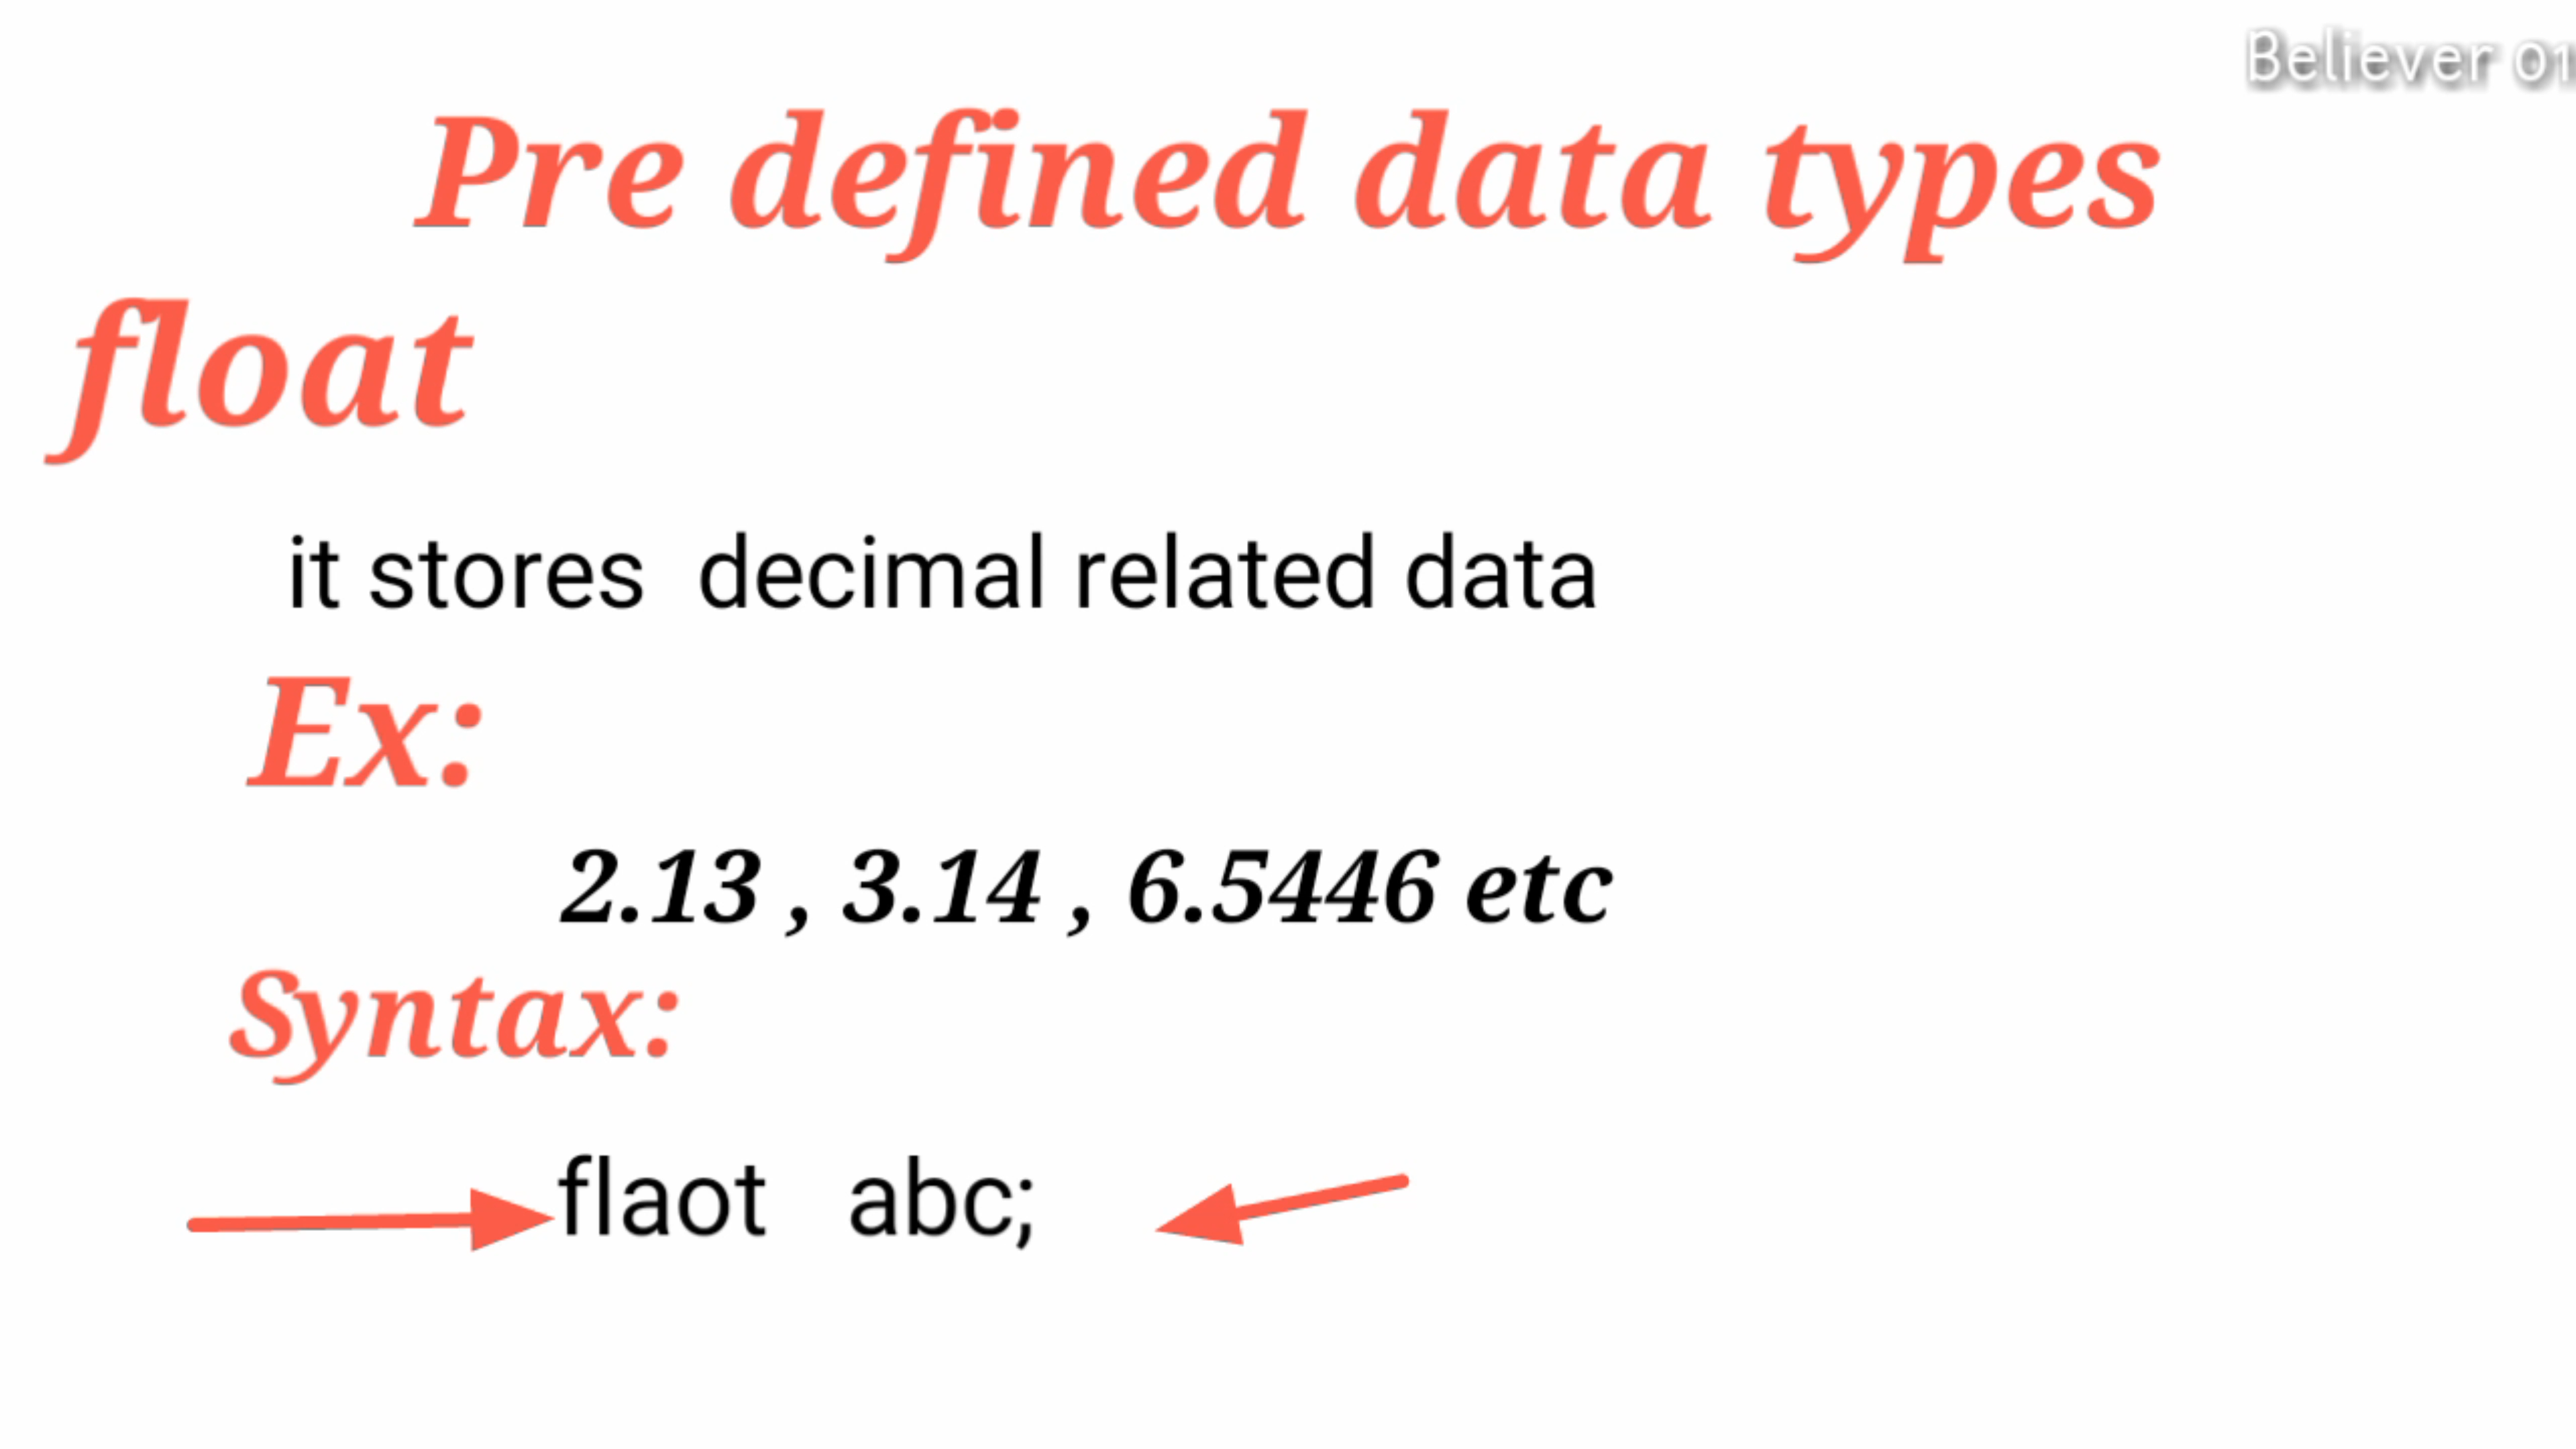 Believer 01
Pre defined data types
float
it stores decimal related data
Ex:
2.13 , 3.14 , 6.5446 etc
Syntax:
flaot abc;